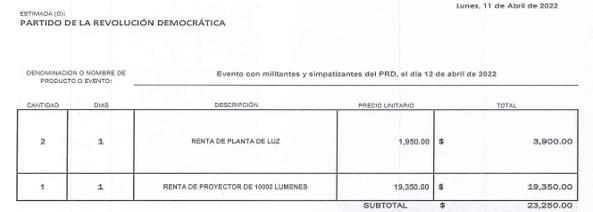 Lunes, 11 de Abril de 2022
ESTIMADA (O):
PARTIDO DE LA REVOLUCIÓN DEMOCRÁTICA
DENOMINACION O NOMBRE DE PRODUCTO O EVENTO:
Evento con militantes y simpatizantes del PRD, el día 12 de abril de 2022
CANTIDAD DIAS DESCRIPCIÓN PRECIO UNITARIO TOTAL
2 1 RENTA DE PLANTA DE LUZ 1,950.00 $ 3,900.00
1 1 RENTA DE PROYECTOR DE 10000 LUMENES 19,350.00 $ 19,350.00
SUBTOTAL $ 23,250.00